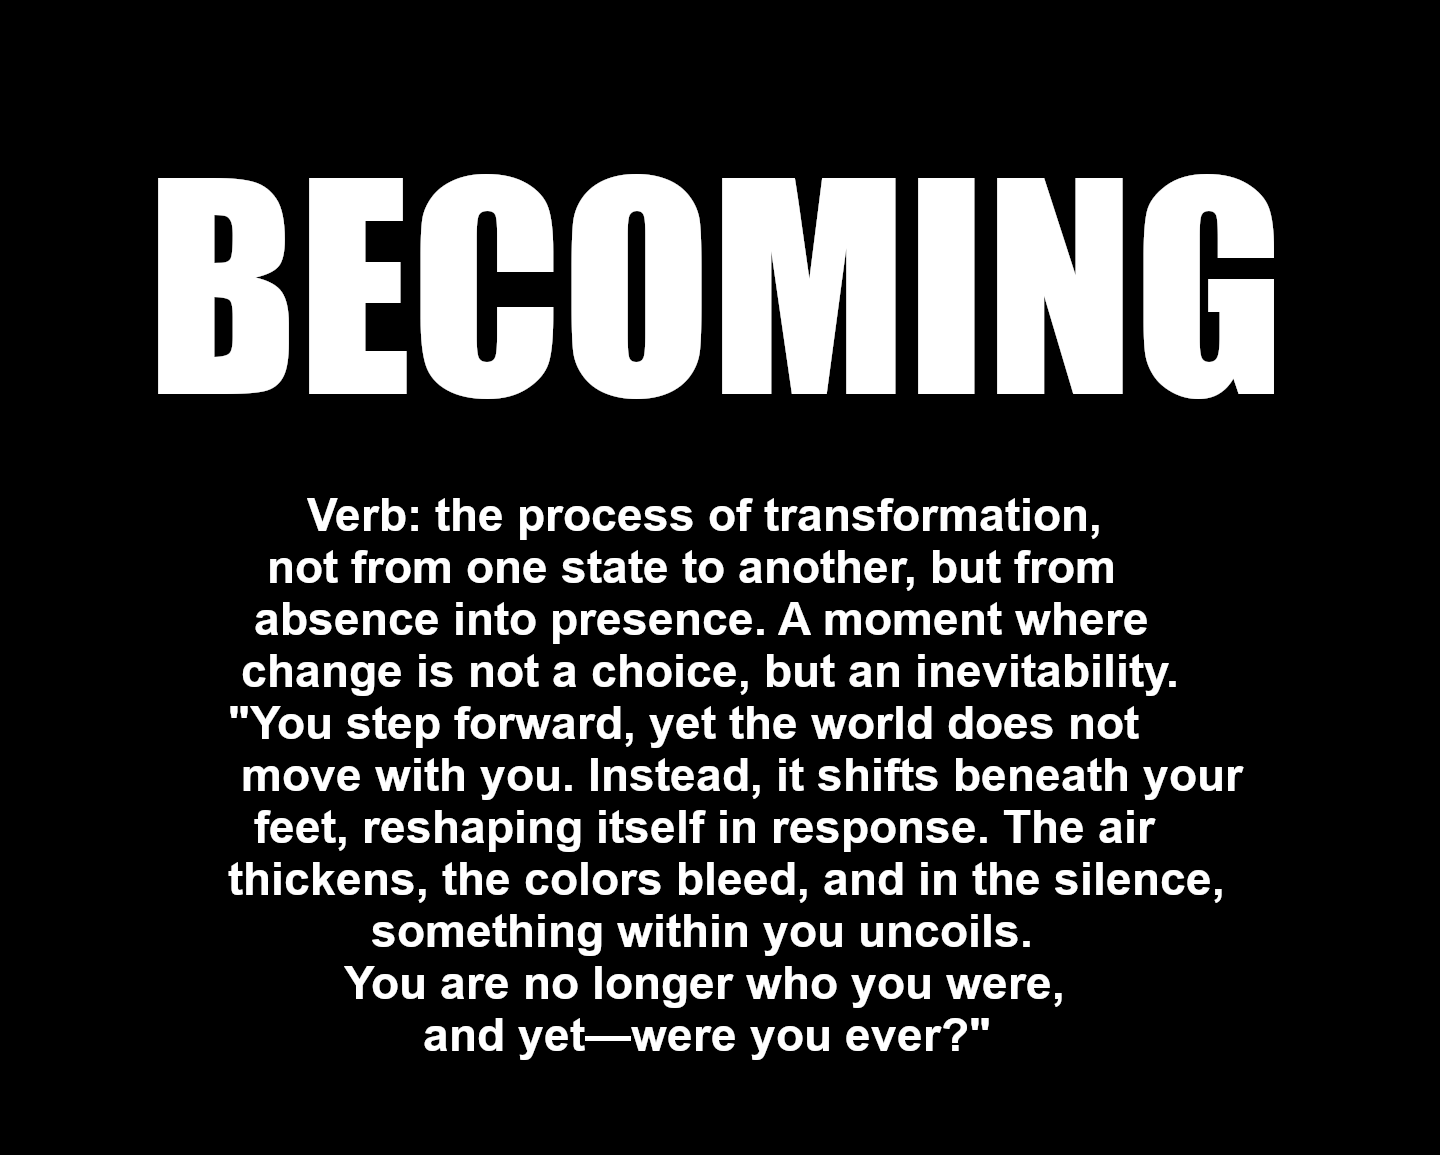 BECOMING
Verb: the process of transformation,
not from one state to another, but from
absence into presence. A moment where
change is not a choice, but an inevitability.
"You step forward, yet the world does not
move with you. Instead, it shifts beneath your
feet, reshaping itself in response. The air
thickens, the colors bleed, and in the silence,
something within you uncoils.
You are no longer who you were,
and yet—were you ever?"